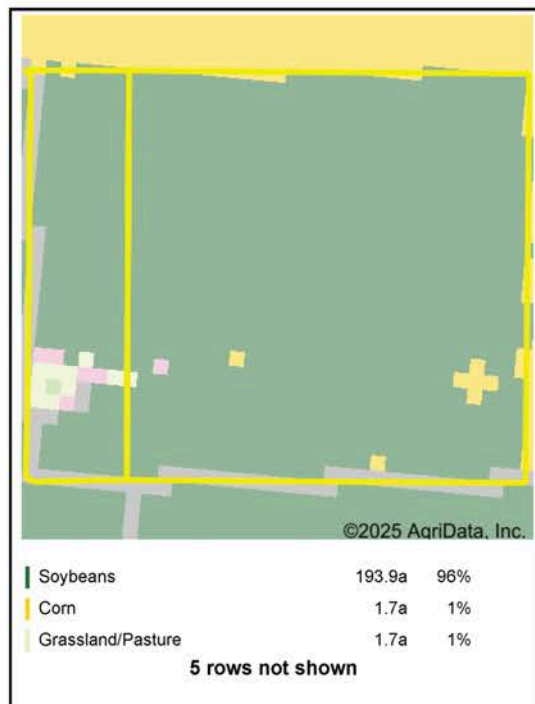 ©2025 AgriData, Inc.
Soybeans 193.9a 96%
Corn 1.7a 1%
Grassland/Pasture 1.7a 1%
5 rows not shown